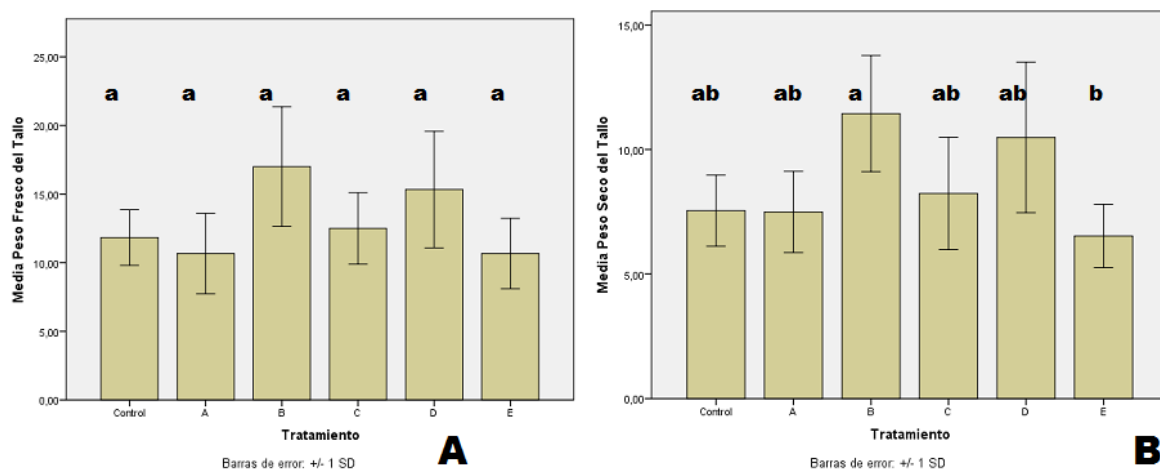 25,00
20,00
15,00
10,00
5,00
0,00
Media Peso Fresco del Tallo
a a a a a a
Control A B C D E
Tratamiento
Barras de error: +/- 1 SD
A
15,00
10,00
5,00
0,00
Media Peso Seco del Tallo
ab ab a ab ab b
Control A B C D E
Tratamiento
Barras de error: +/- 1 SD
B